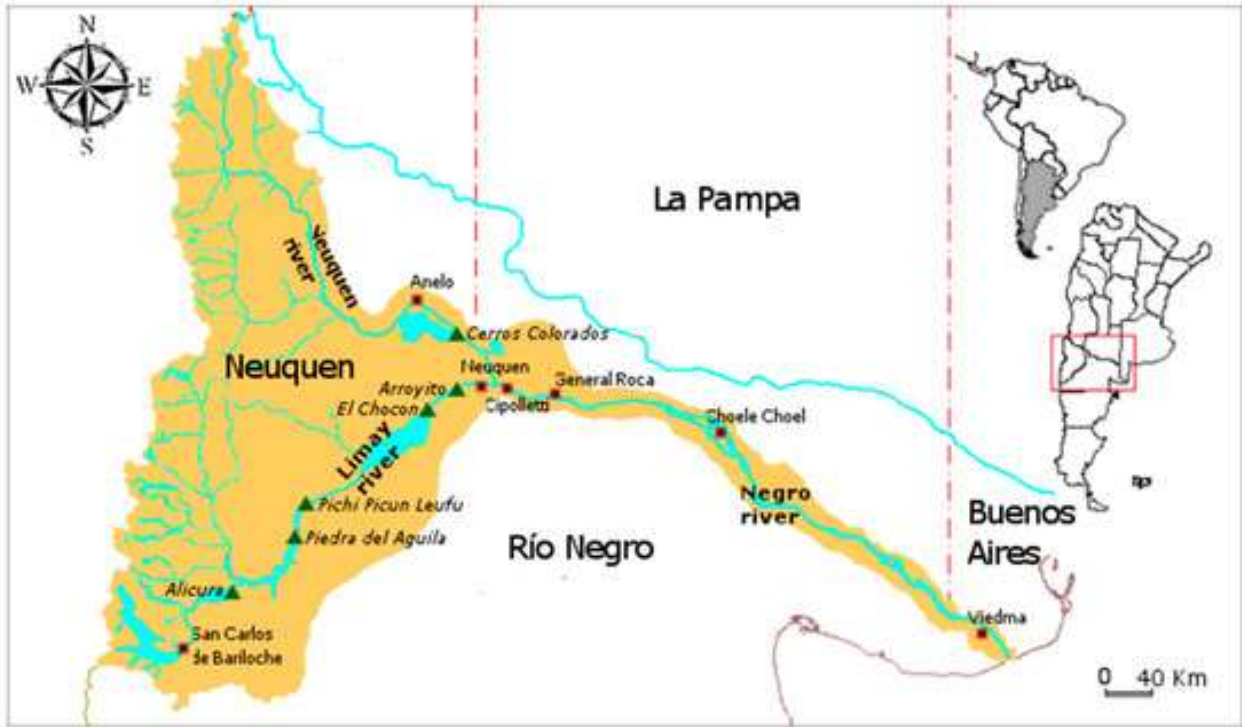 N
W
E
S
La Pampa
Neuquen
river
Anelo
Cerros Colorados
Neuquen
Neuquen
Arroyito
General Roca
El Chocon
Cipolletti
Choele Choel
Limay
river
Pichi Picun Leufu
Negro
river
Piedra del Aguila
Río Negro
Buenos
Aires
Alicura
Viedma
San Carlos
de Bariloche
0 40 Km